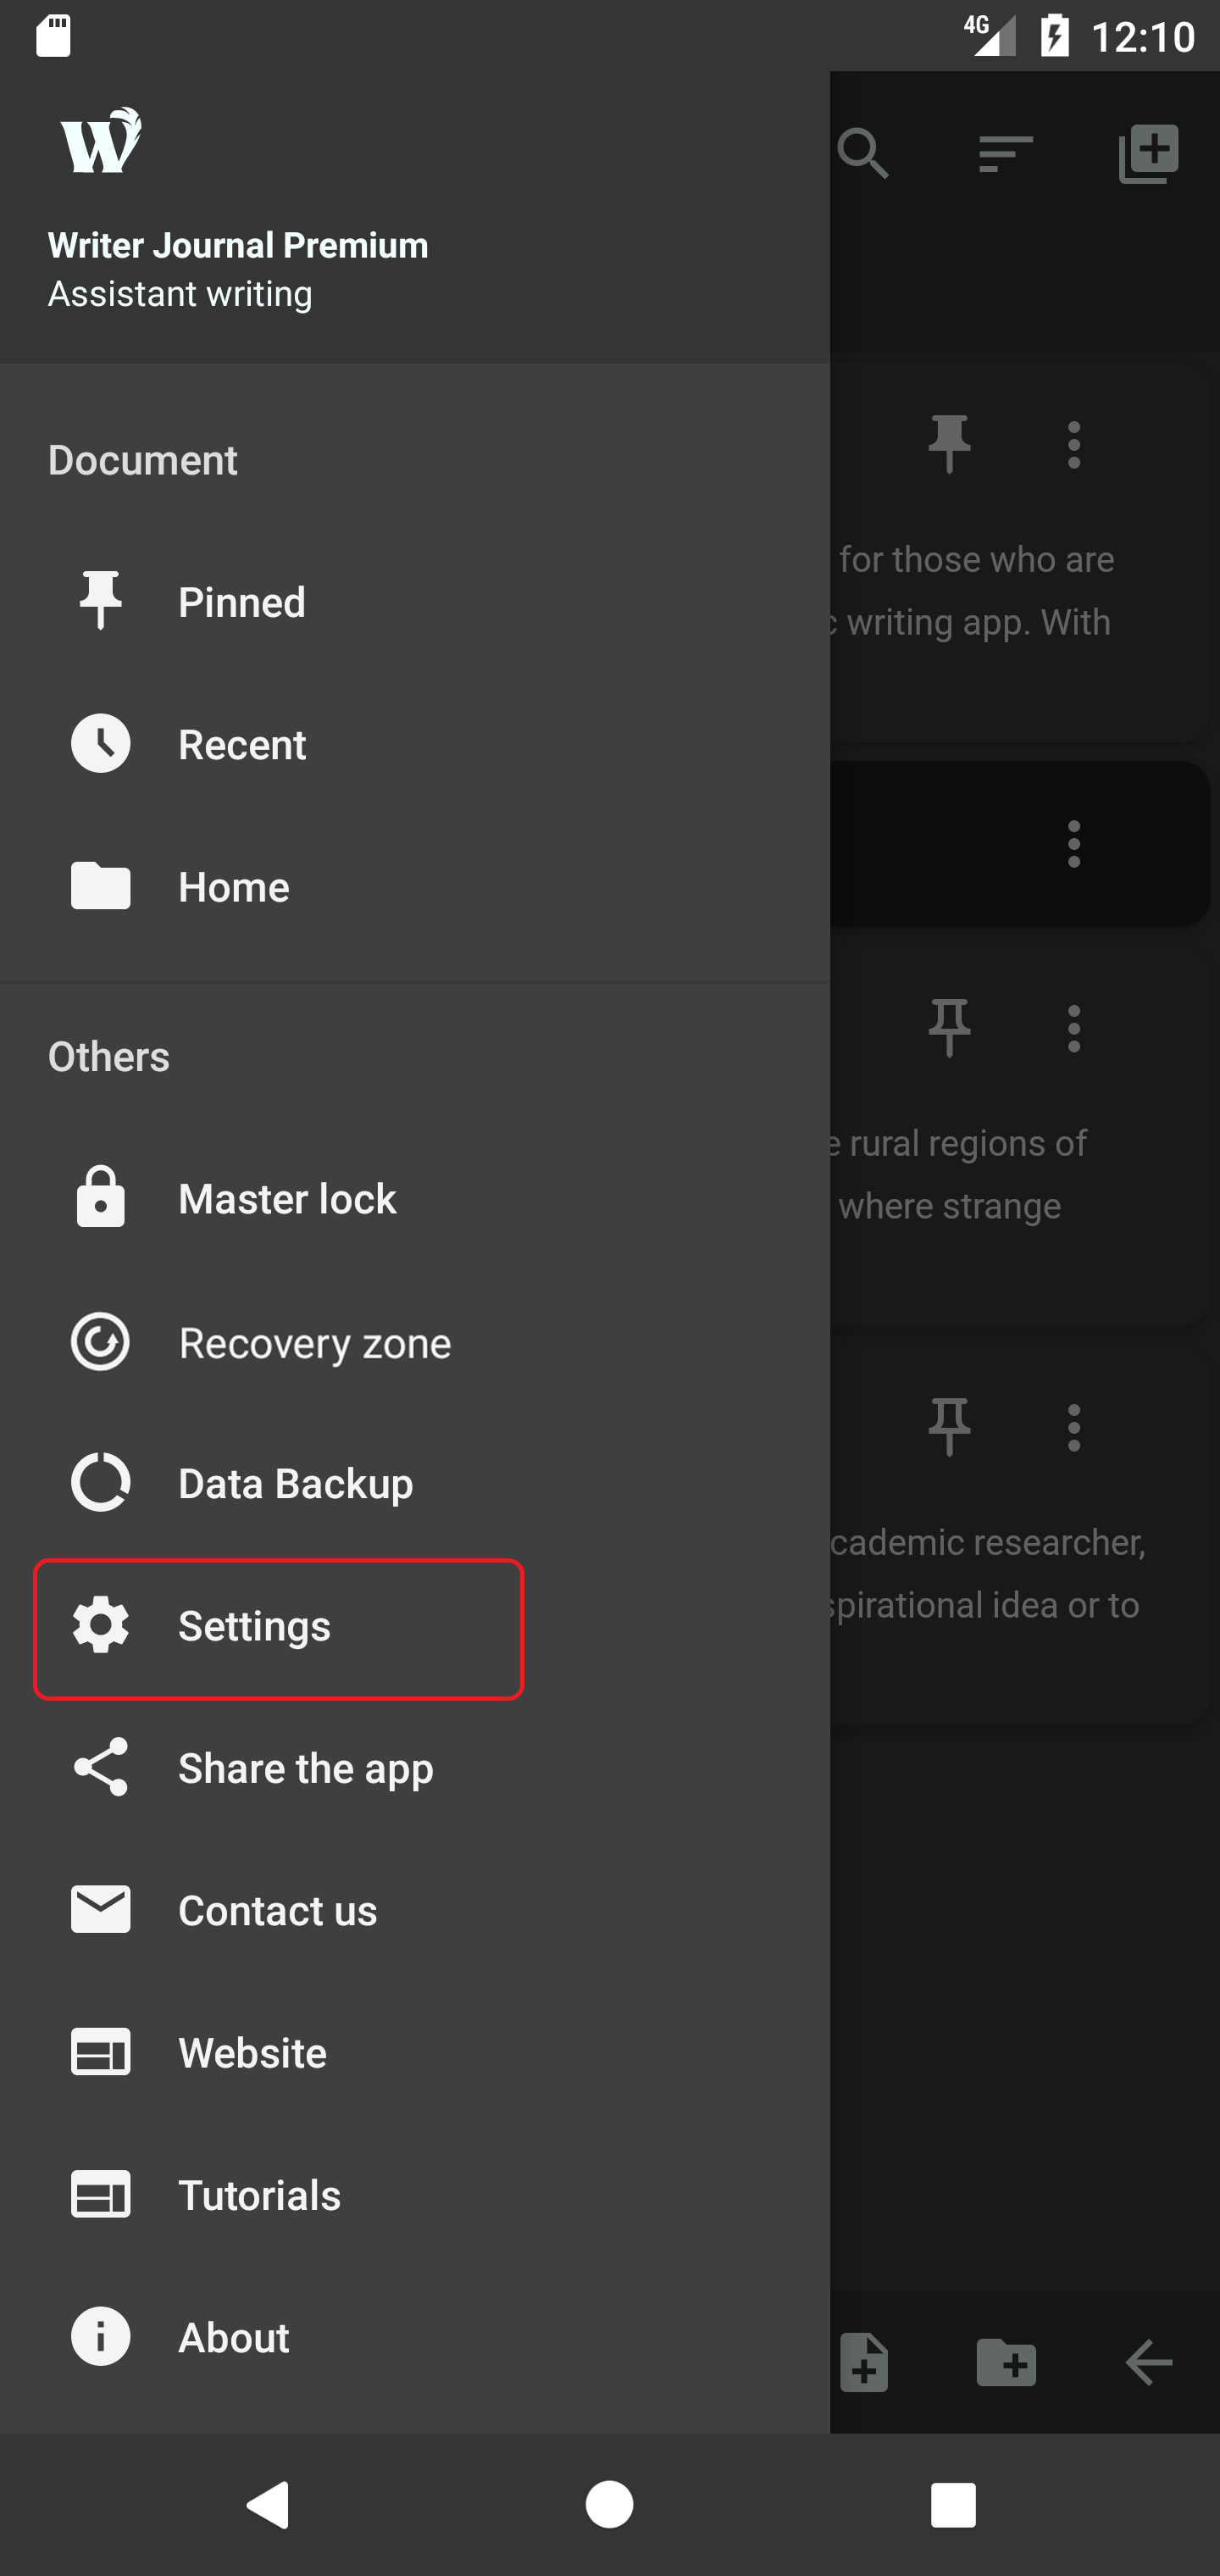 4G 12:10
W
Writer Journal Premium
Assistant writing
Document
Pinned
Recent
Home
Others
Master lock
Recovery zone
Data Backup
Settings
Share the app
Contact us
Website
Tutorials
About
for those who are
writing app. With
rural regions of
where strange
cademic researcher,
spirational idea or to